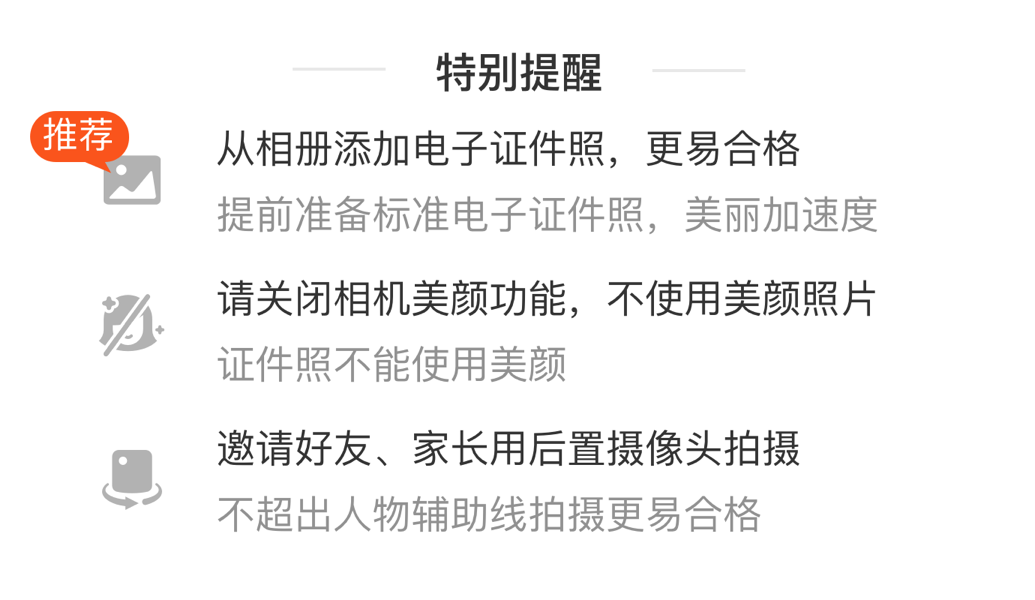 特别提醒
推荐
从相册添加电子证件照，更易合格
提前准备标准电子证件照，美丽加速度
请关闭相机美颜功能，不使用美颜照片
证件照不能使用美颜
邀请好友、家长用后置摄像头拍摄
不超出人物辅助线拍摄更易合格